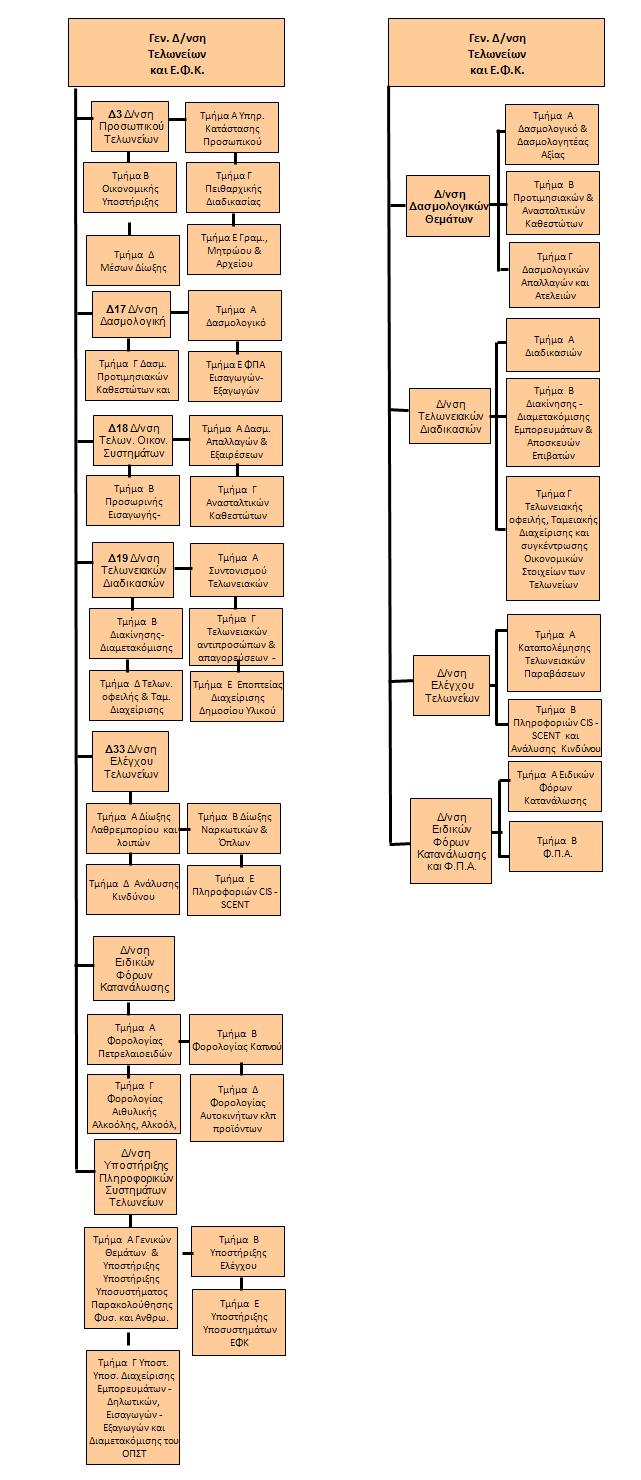 Γεν. Δ/νση
Τελωνείων
και Ε.Φ.Κ.
Δ3 Δ/νση
Προσωπικού
Τελωνείων
Τμήμα Α Υπηρ.
Κατάστασης
Προσωπικού
Τμήμα Β
Οικονομικής
Υποστήριξης
Τμήμα Γ
Πειθαρχικής
Διαδικασίας
Τμήμα Δ
Μέσων Δίωξης
Τμήμα Ε Γραμ.,
Μητρώου &
Αρχείου
Δ17 Δ/νση
Δασμολογική
Τμήμα Α
Δασμολογικό
Τμήμα Γ Δασμ.
Προτιμησιακών
Καθεστώτων και
Τμήμα Ε ΦΠΑ
Εισαγωγών-
Εξαγωγών
Δ18 Δ/νση
Τελων. Οικον.
Συστημάτων
Τμήμα Α Δασμ.
Απαλλαγών &
Εξαιρέσεων
Τμήμα Β
Προσωρινής
Εισαγωγής-
Τμήμα Γ
Ανασταλτικών
Καθεστώτων
Δ19 Δ/νση
Τελωνειακών
Διαδικασιών
Τμήμα Α
Συντονισμού
Τελωνειακών
Τμήμα Β
Διακίνησης-
Διαμετακόμισης
Τμήμα Γ
Τελωνειακών
αντιπροσώπων &
απαγορεύσεων -
Τμήμα Δ Τελων.
οφειλής & Ταμ.
Διαχείρισης
Τμήμα Ε Εποπτείας
Διαχείρισης
Δημοσίου Υλικού
Δ33 Δ/νση
Ελέγχου
Τελωνείων
Τμήμα Α Δίωξης
Λαθρεμπορίου και
λοιπών
Τμήμα Β Δίωξης
Ναρκωτικών &
Όπλων
Τμήμα Δ Ανάλυσης
Κινδύνου
Τμήμα Ε
Πληροφοριών CIS -
SCENT
Δ/νση
Ειδικών
Φόρων
Κατανάλωσης
Τμήμα Α
Φορολογίας
Πετρελαιοειδών
Τμήμα Β
Φορολογίας Καπνού
Τμήμα Γ
Φορολογίας
Αιθυλικής
Αλκοόλης, Αλκοόλ,
Τμήμα Δ
Φορολογίας
Αυτοκινήτων κλπ
προϊόντων
Δ/νση
Υποστήριξης
Πληροφορικών
Συστημάτων
Τελωνείων
Τμήμα Α Γενικών
Θεμάτων &
Υποστήριξης
Υποστήριξης
Υποσυστήματος
Παρακολούθησης
Φυσ. και Ανθρω.
Τμήμα Β
Υποστήριξης
Ελέγχου
Τμήμα Ε
Υποστήριξης
Υποσυστημάτων
ΕΦΚ
Τμήμα Γ Υποστ.
Υποσ. Διαχείρισης
Εμπορευμάτων -
Δηλωτικών,
Εισαγωγών -
Εξαγωγών και
Διαμετακόμισης του
ΟΠΣΤ
Γεν. Δ/νση
Τελωνείων
και Ε.Φ.Κ.
Δ/νση
Δασμολογικών
Θεμάτων
Τμήμα Α
Δασμολογικό &
Δασμολογητέας
Αξίας
Τμήμα Β
Προτιμησιακών &
Ανασταλτικών
Καθεστώτων
Τμήμα Γ
Δασμολογικών
Απαλλαγών και
Ατελειών
Δ/νση
Τελωνειακών
Διαδικασιών
Τμήμα Α
Διαδικασιών
Τμήμα Β
Διακίνησης -
Διαμετακόμισης
Εμπορευμάτων &
Αποσκευών
Επιβατών
Τμήμα Γ
Τελωνειακής
οφειλής, Ταμειακής
Διαχείρισης και
συγκέντρωσης
Οικονομικών
Στοιχείων των
Τελωνείων
Δ/νση
Ελέγχου
Τελωνείων
Τμήμα Α
Καταπολέμησης
Τελωνειακών
Παραβάσεων
Τμήμα Β
Πληροφοριών CIS -
SCENT και
Ανάλυσης Κινδύνου
Δ/νση
Ειδικών
Φόρων
Κατανάλωσης
και Φ.Π.Α.
Τμήμα Α Ειδικών
Φόρων
Κατανάλωσης
Τμήμα Β
Φ.Π.Α.